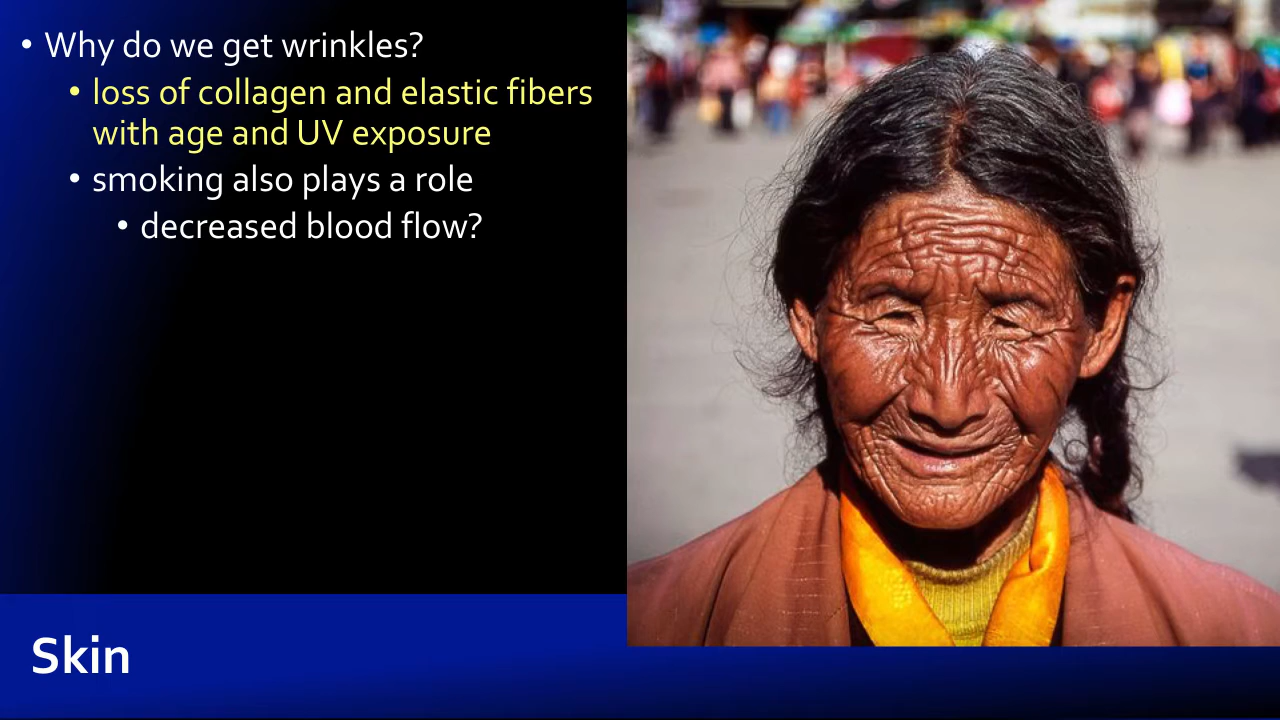 • Why do we get wrinkles?
• loss of collagen and elastic fibers
with age and UV exposure
• smoking also plays a role
• decreased blood flow?
Skin